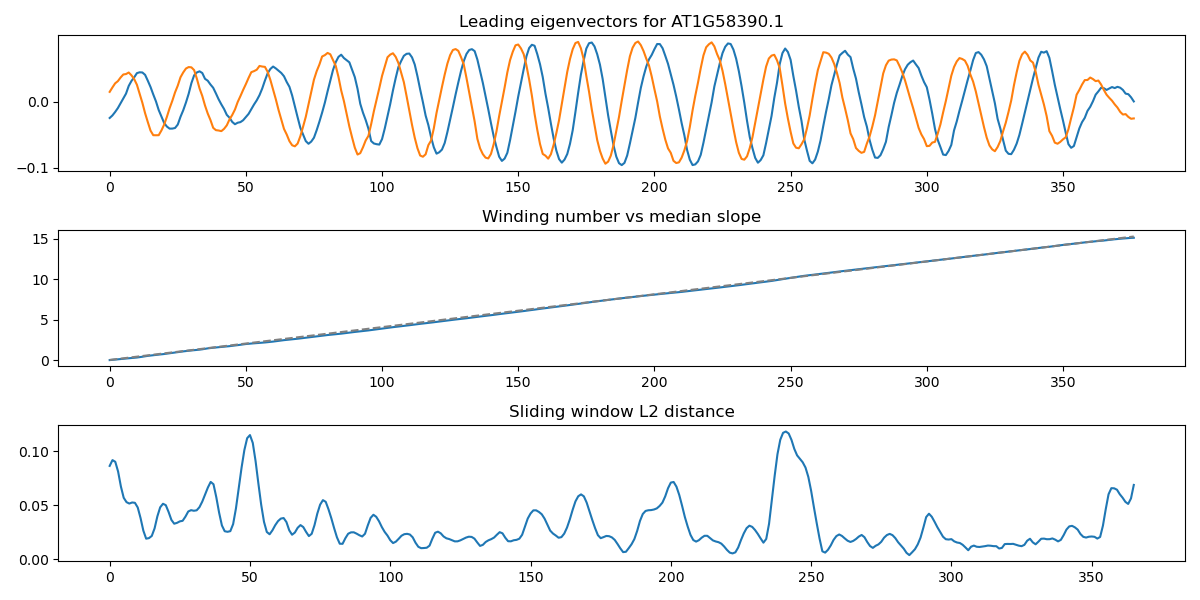 Leading eigenvectors for AT1G58390.1
0.0
−0.1
0 50 100 150 200 250 300 350
Winding number vs median slope
15
10
5
0
0 50 100 150 200 250 300 350
Sliding window L2 distance
0.10
0.05
0.00
0 50 100 150 200 250 300 350